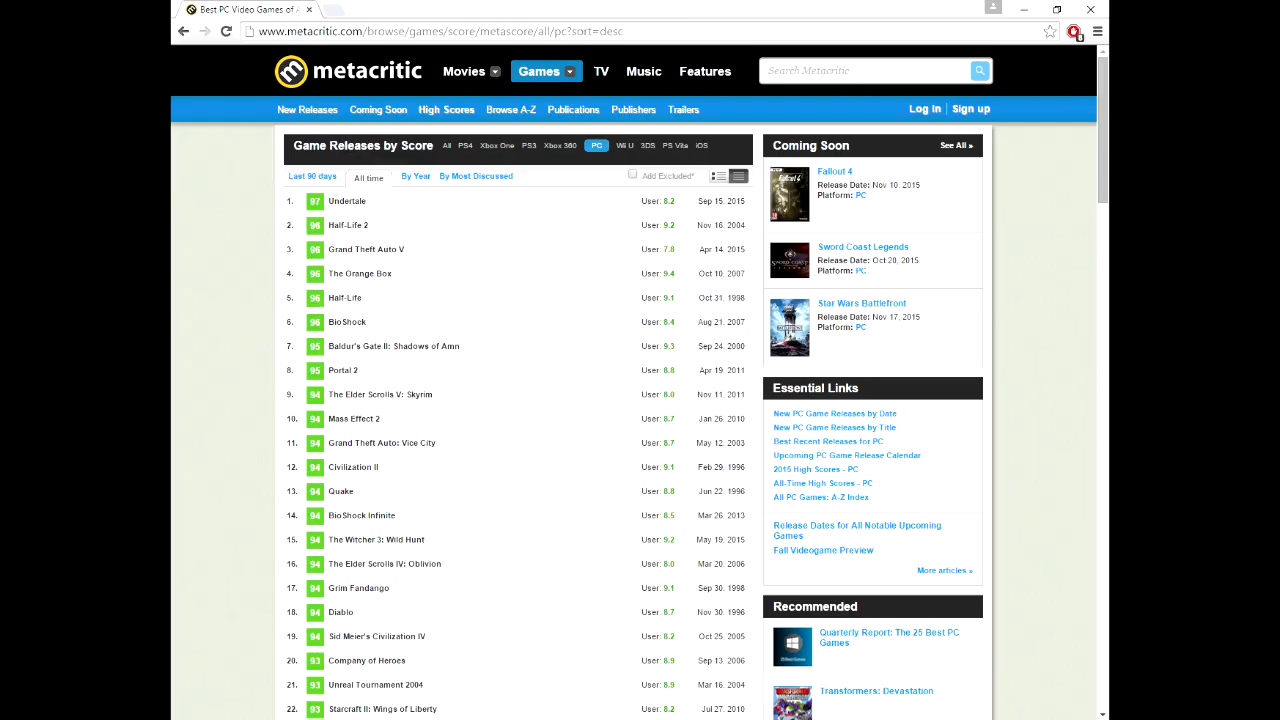 Best PC Video Games of A
www.metacritic.com/browse/games/score/metascore/all/pc?sort=desc
metacritic Movies Games TV Music Features Search Metacritic
New Releases Coming Soon High Scores Browse A-Z Publications Publishers Trailers Log In Sign up
Game Releases by Score All PS4 Xbox One PS3 Xbox 360 PC Wii U 3DS PS Vita iOS
Last 90 days All time By Year By Most Discussed Add Excluded*
1. 97 Undertale User: 8.2 Sep 15, 2015
2. 96 Half-Life 2 User: 9.2 Nov 16, 2004
3. 96 Grand Theft Auto V User: 7.8 Apr 14, 2015
4. 96 The Orange Box User: 9.4 Oct 10, 2007
5. 96 Half-Life User: 9.1 Oct 31, 1998
6. 96 BioShock User: 8.4 Aug 21, 2007
7. 95 Baldur's Gate II: Shadows of Amn User: 9.3 Sep 24, 2000
8. 95 Portal 2 User: 8.8 Apr 19, 2011
9. 94 The Elder Scrolls V: Skyrim User: 8.0 Nov 11, 2011
10. 94 Mass Effect 2 User: 8.7 Jan 26, 2010
11. 94 Grand Theft Auto: Vice City User: 8.7 May 12, 2003
12. 94 Civilization II User: 9.1 Feb 29, 1996
13. 94 Quake User: 8.8 Jun 22, 1996
14. 94 BioShock Infinite User: 8.5 Mar 26, 2013
15. 94 The Witcher 3: Wild Hunt User: 9.2 May 19, 2015
16. 94 The Elder Scrolls IV: Oblivion User: 8.0 Mar 20, 2006
17. 94 Grim Fandango User: 9.1 Sep 30, 1998
18. 94 Diablo User: 8.7 Nov 30, 1996
19. 94 Sid Meier's Civilization IV User: 8.2 Oct 25, 2005
20. 93 Company of Heroes User: 8.9 Sep 13, 2006
21. 93 Unreal Tournament 2004 User: 8.9 Mar 16, 2004
22. 93 Starcraft II: Wings of Liberty User: 8.2 Jul 27, 2010
Coming Soon See All »
Fallout 4
Release Date: Nov 10, 2015
Platform: PC
Sword Coast Legends
Release Date: Oct 20, 2015
Platform: PC
Star Wars Battlefront
Release Date: Nov 17, 2015
Platform: PC
Essential Links
New PC Game Releases by Date
New PC Game Releases by Title
Best Recent Releases for PC
Upcoming PC Game Release Calendar
2015 High Scores - PC
All-Time High Scores - PC
All PC Games: A-Z Index
Release Dates for All Notable Upcoming
Games
Fall Videogame Preview
More articles »
Recommended
Quarterly Report: The 25 Best PC
Games
Transformers: Devastation